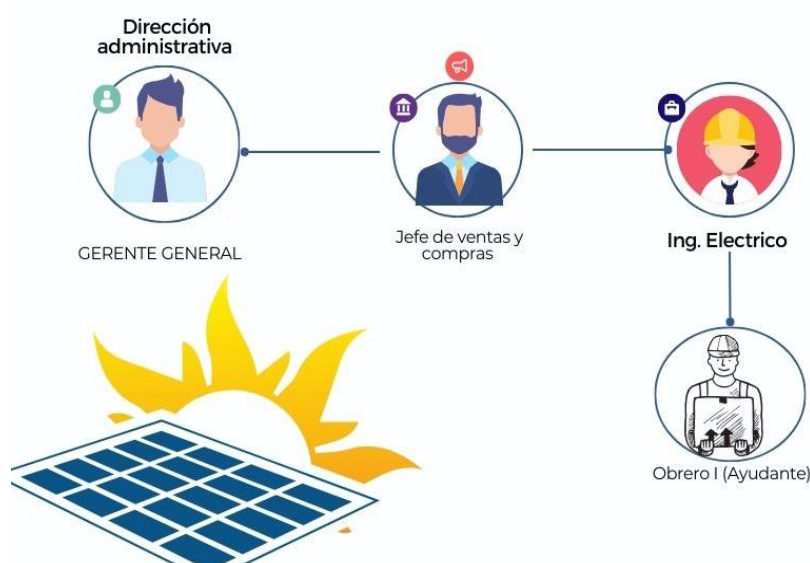 Dirección
administrativa
GERENTE GENERAL
Jefe de ventas y
compras
Ing. Electrico
Obrero I (Ayudante)